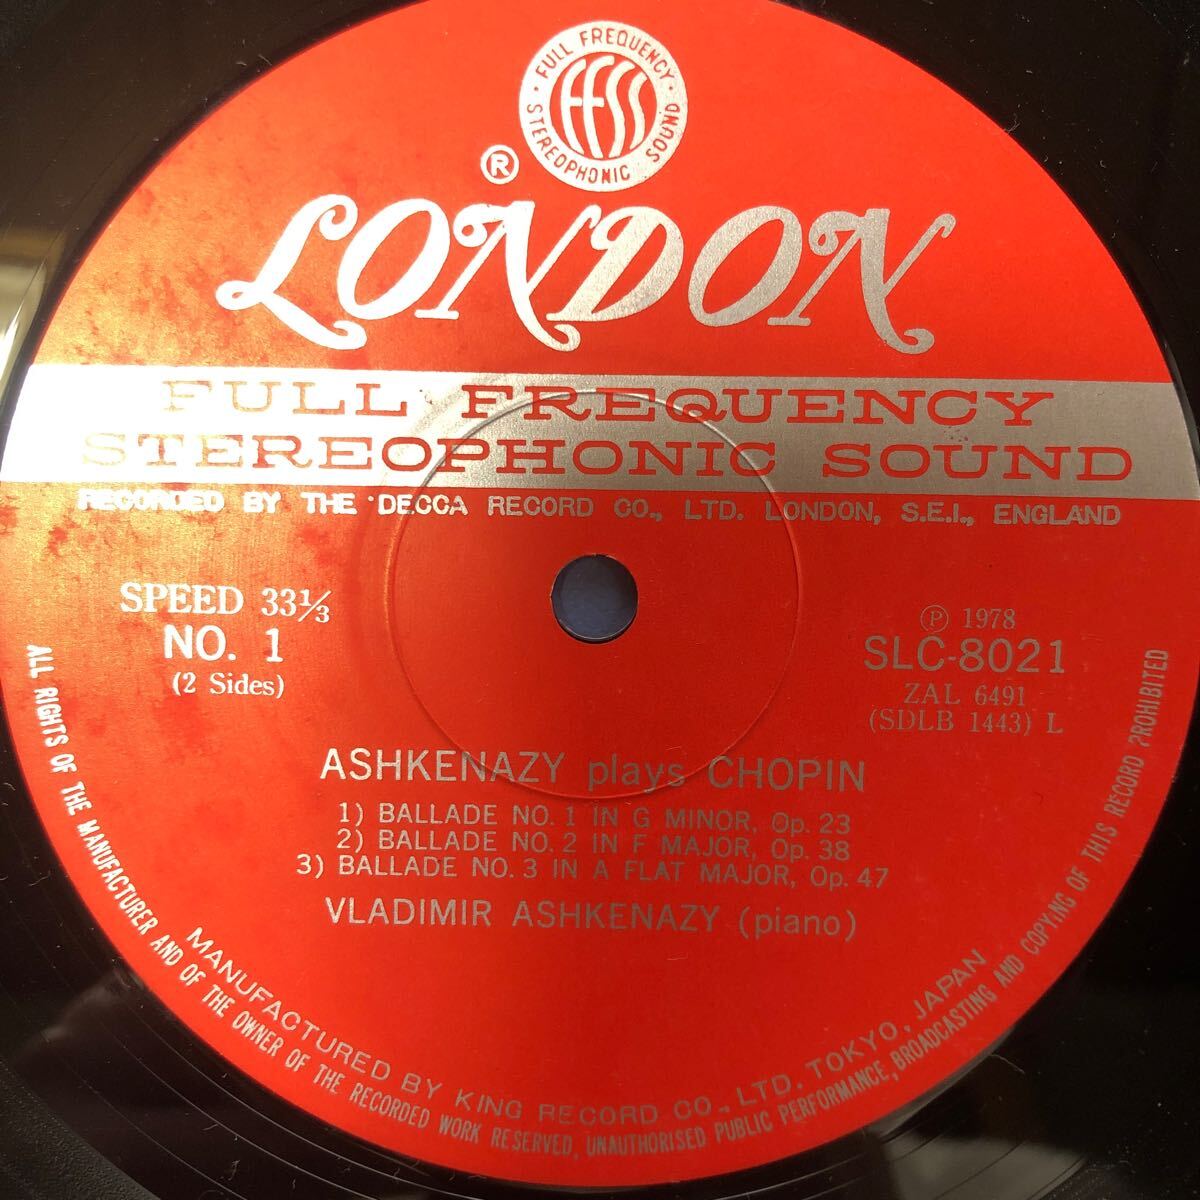 FULL FREQUENCY
STEREOPHONIC SOUND
FFSS
®
LONDON
FULL FREQUENCY
STEREOPHONIC SOUND
RECORDED BY THE DECCA RECORD CO., LTD. LONDON, S.E.I., ENGLAND
SPEED 33⅓
NO. 1
(2 Sides)
Ⓟ 1978
SLC-8021
ZAL 6491
(SDLB 1443) L
ASHKENAZY plays CHOPIN
1) BALLADE NO. 1 IN G MINOR, Op. 23
2) BALLADE NO. 2 IN F MAJOR, Op. 38
3) BALLADE NO. 3 IN A FLAT MAJOR, Op. 47
VLADIMIR ASHKENAZY (piano)
MANUFACTURED BY KING RECORD CO., LTD. TOKYO, JAPAN
ALL RIGHTS OF THE MANUFACTURER AND OF THE OWNER OF THE RECORDED WORK RESERVED, UNAUTHORISED PUBLIC PERFORMANCE, BROADCASTING AND COPYING OF THIS RECORD PROHIBITED